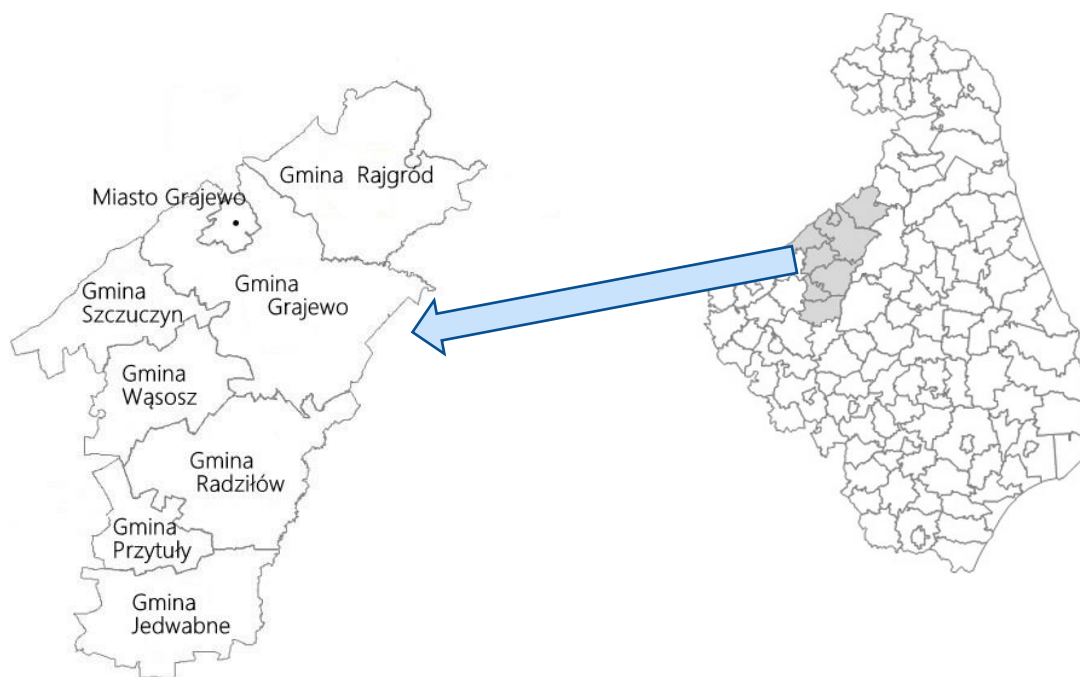 Gmina Rajgród
Miasto Grajewo
Gmina
Grajewo
Gmina
Szczuczyn
Gmina
Wąsosz
Gmina
Radziłów
Gmina
Przytuły
Gmina
Jedwabne